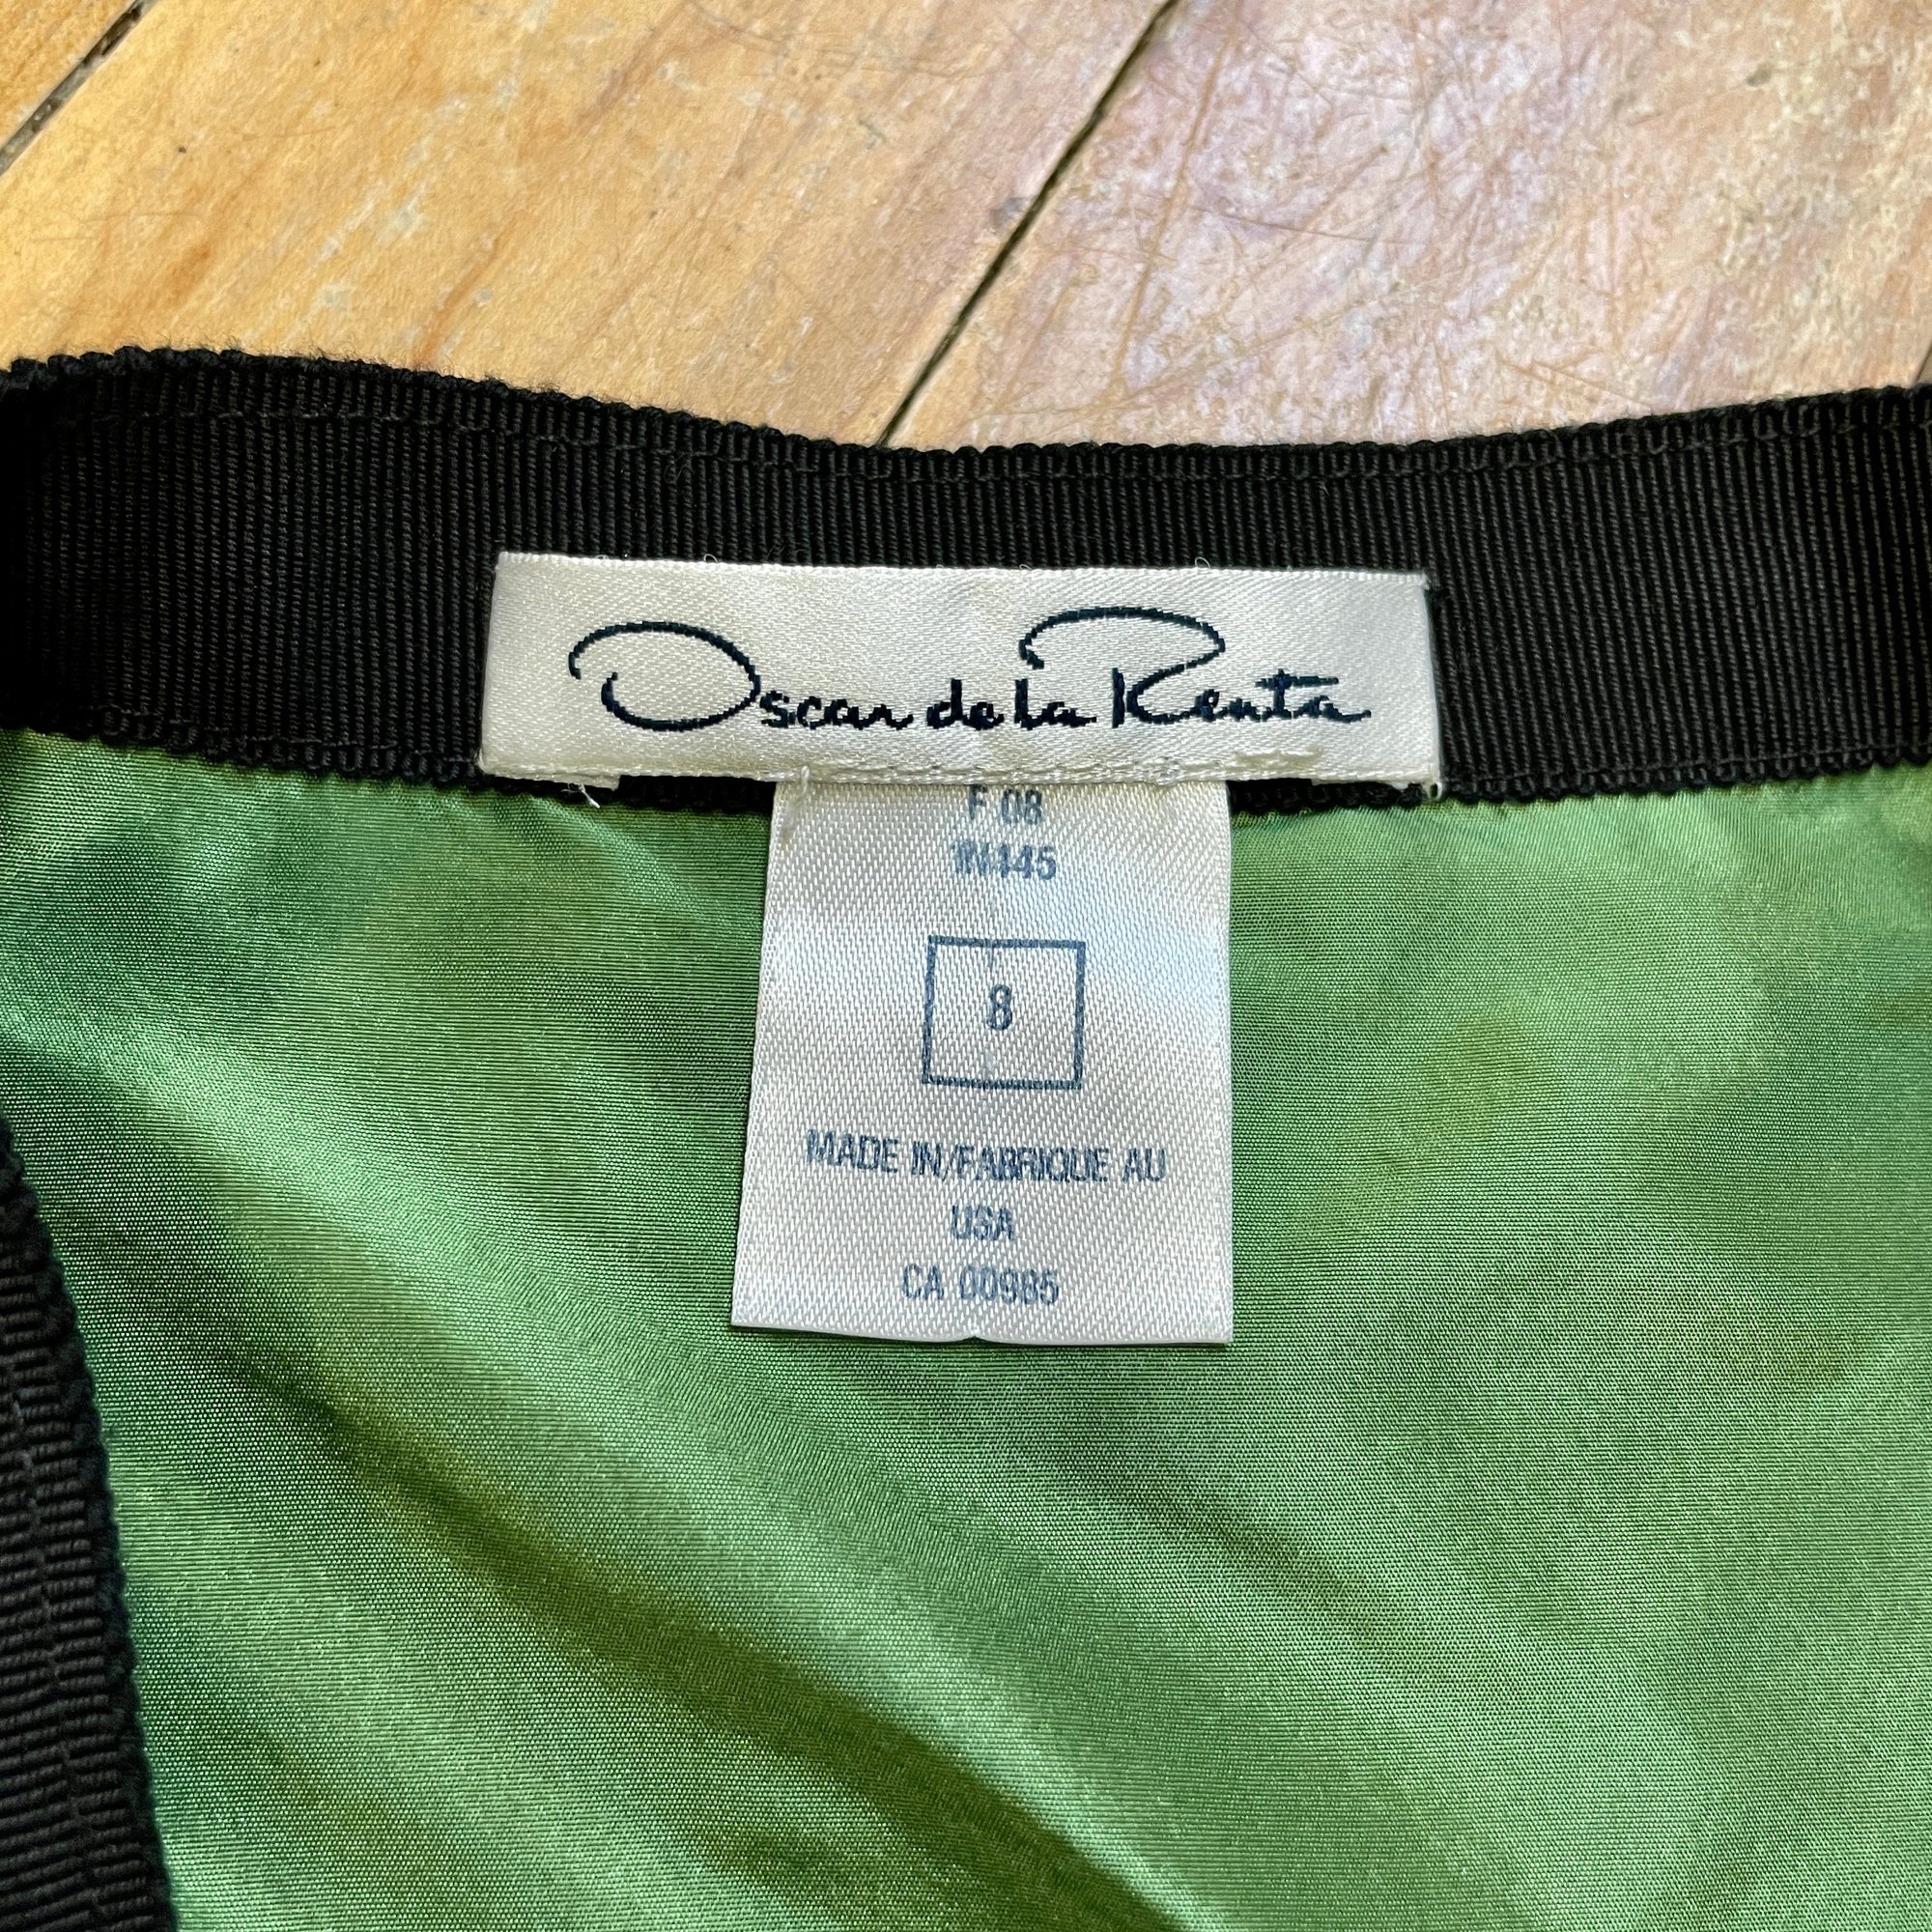 Oscar de la Renta
F 08
8
MADE IN/FABRIQUE AU
USA
CA 00985